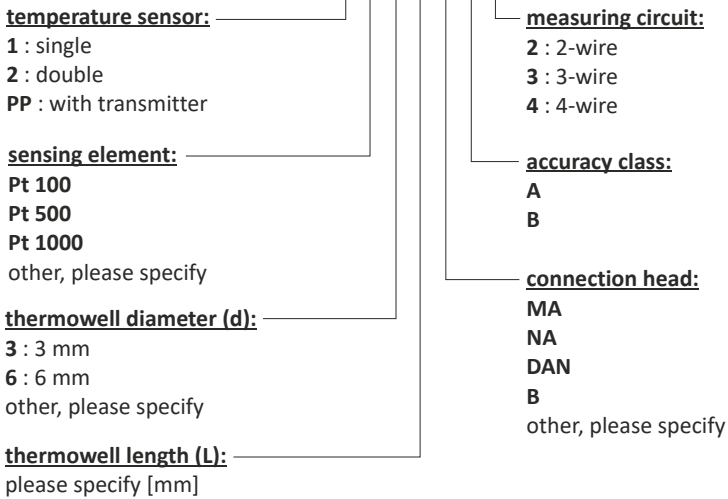 temperature sensor:
1 : single
2 : double
PP : with transmitter
sensing element:
Pt 100
Pt 500
Pt 1000
other, please specify
thermowell diameter (d):
3 : 3 mm
6 : 6 mm
other, please specify
thermowell length (L):
please specify [mm]
measuring circuit:
2 : 2-wire
3 : 3-wire
4 : 4-wire
accuracy class:
A
B
connection head:
MA
NA
DAN
B
other, please specify